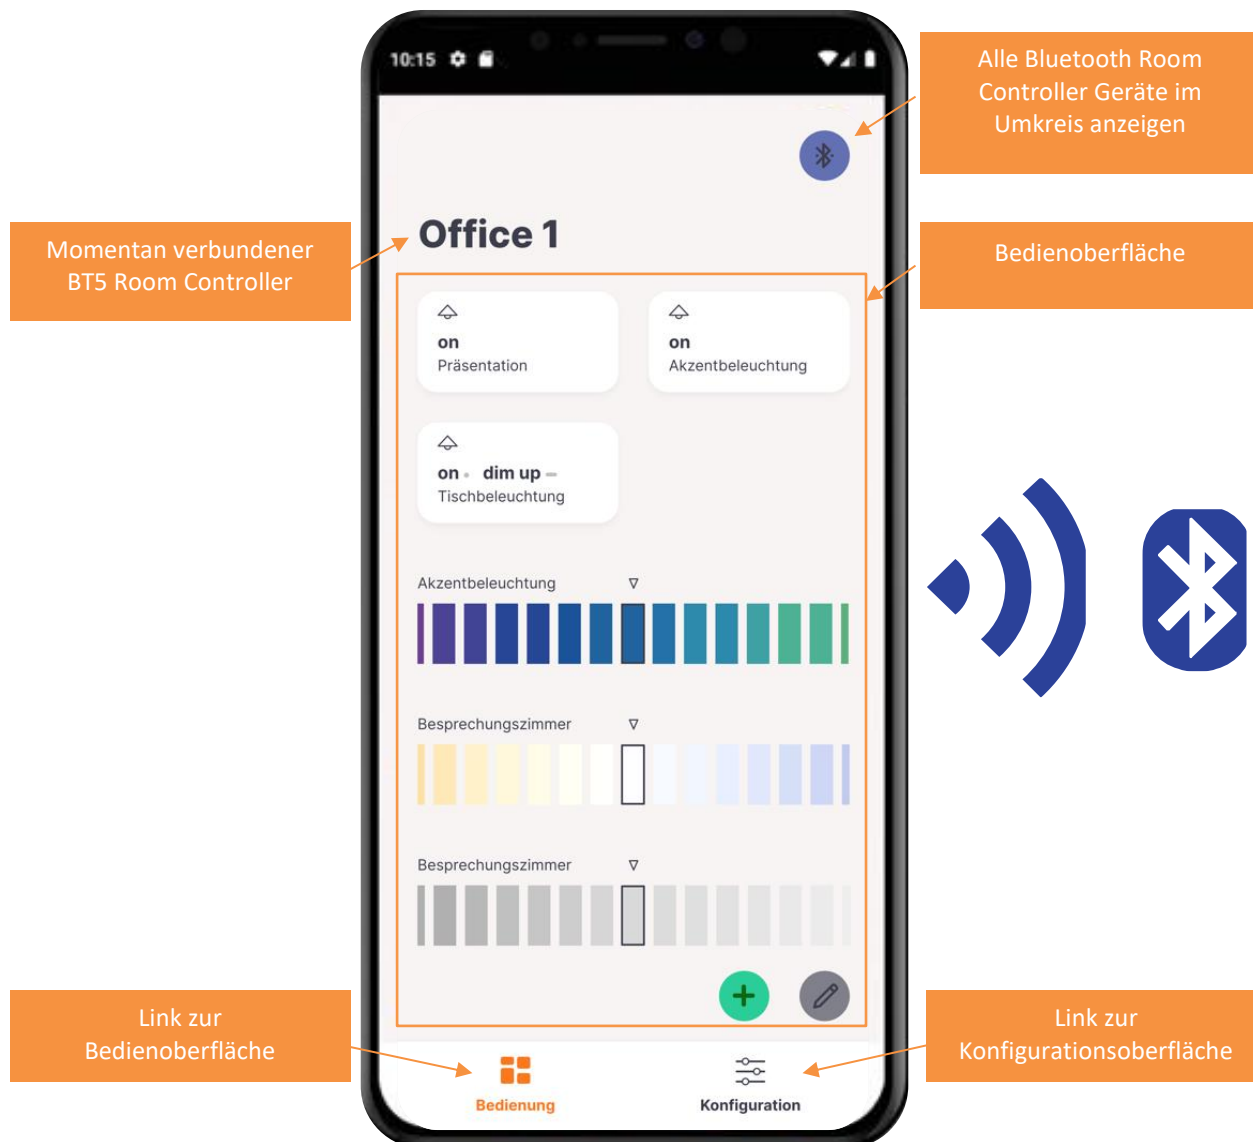 10:15
Alle Bluetooth Room
Controller Geräte im
Umkreis anzeigen
Office 1
Momentan verbundener
BT5 Room Controller
Bedienoberfläche
on
Präsentation
on
Akzentbeleuchtung
on dim up
Tischbeleuchtung
Akzentbeleuchtung
Besprechungszimmer
Besprechungszimmer
Link zur
Bedienoberfläche
Link zur
Konfigurationsoberfläche
Bedienung
Konfiguration